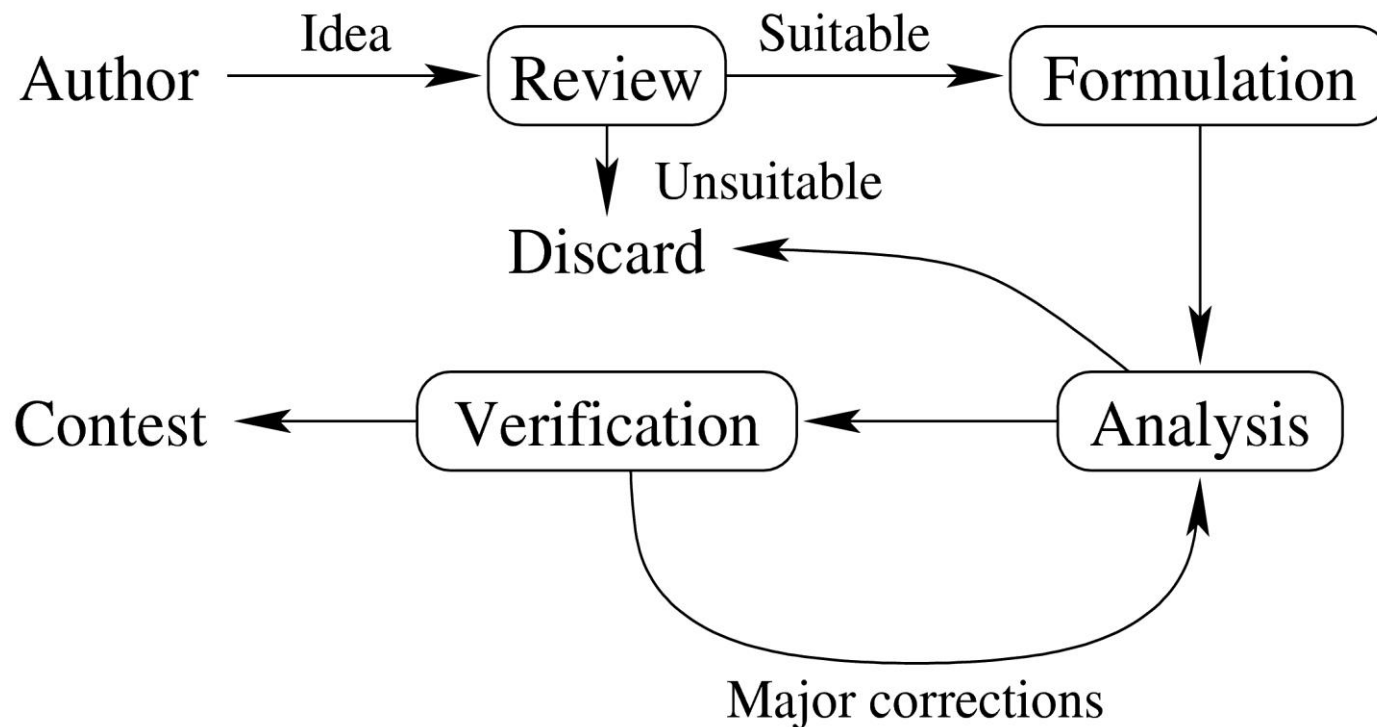 Idea
Suitable
Author
Review
Formulation
Unsuitable
Discard
Contest
Verification
Analysis
Major corrections